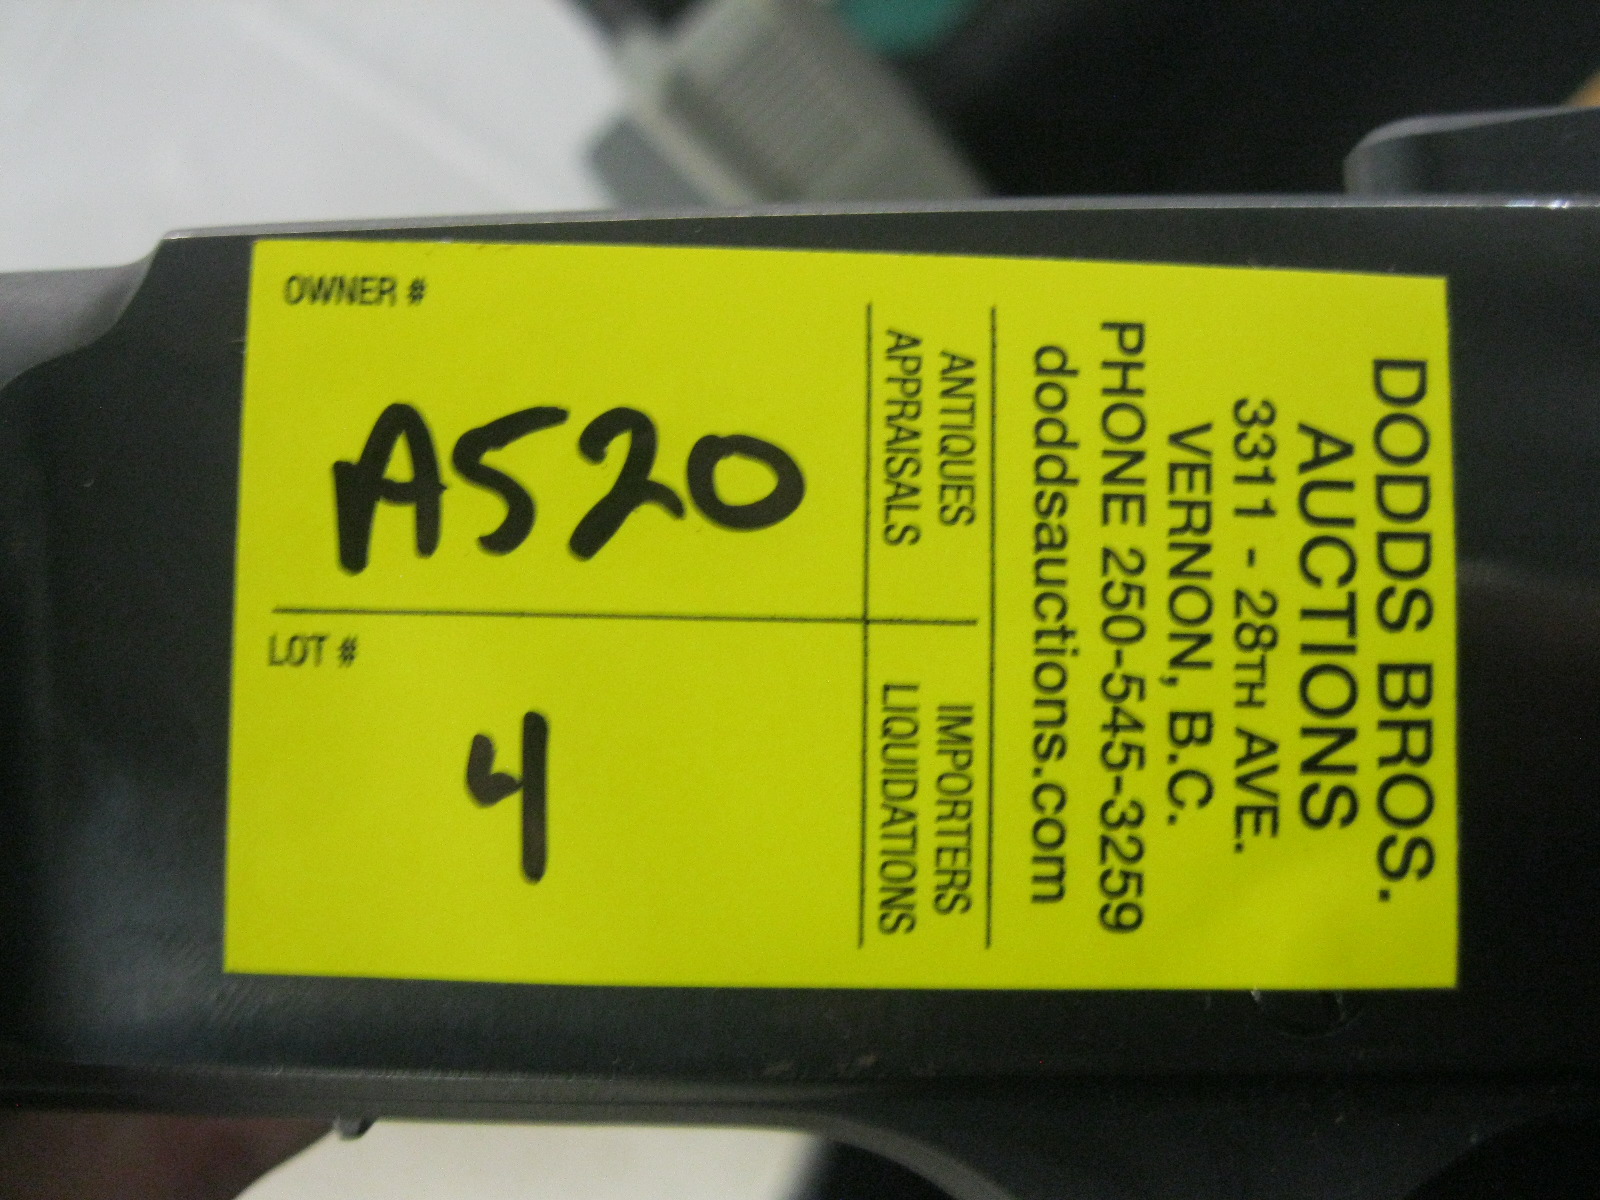 DODDS BROS.
AUCTIONS
3311 - 28TH AVE.
VERNON, B.C.
PHONE 250-545-3259
doddsauctions.com
ANTIQUES
APPRAISALS
IMPORTERS
LIQUIDATIONS
OWNER #
A520
LOT #
4